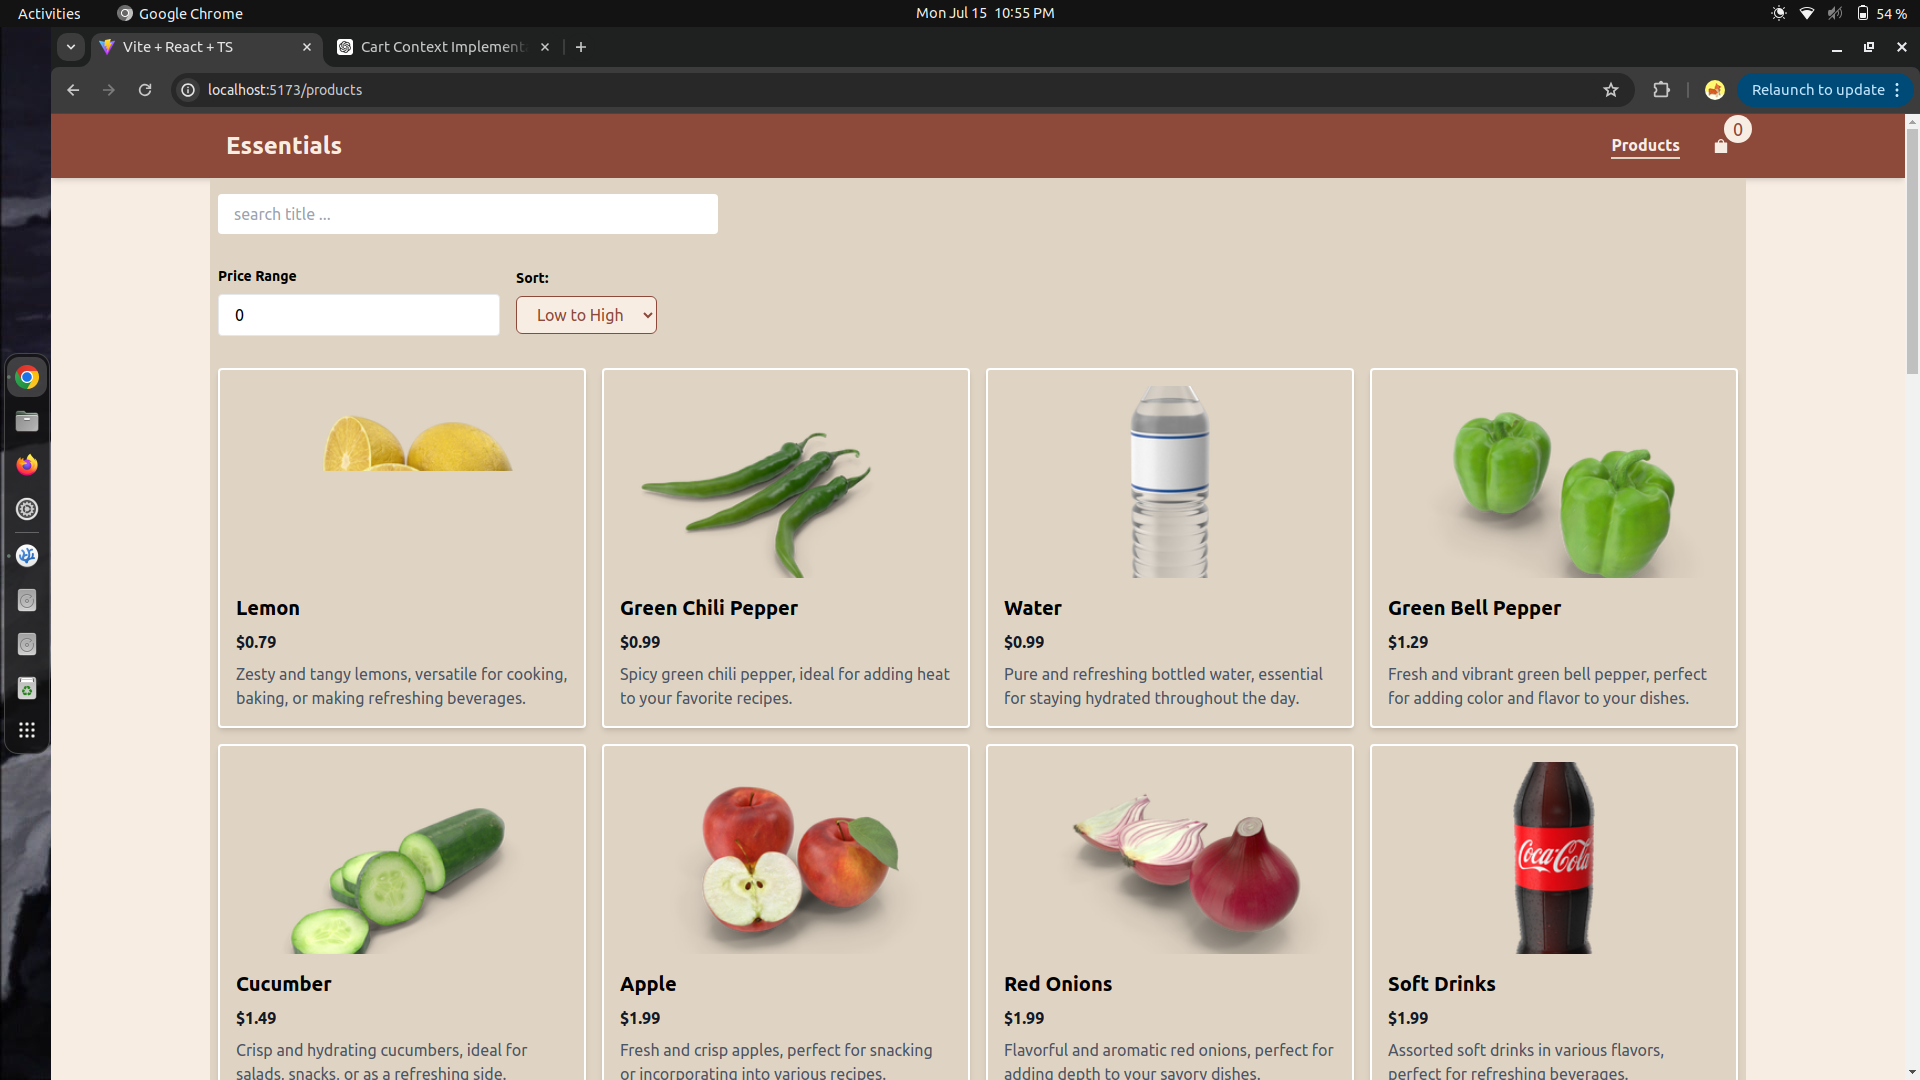 Activities
Google Chrome
Mon Jul 15 10:55 PM
54 %
Vite + React + TS
Cart Context Implement
localhost:5173/products
Relaunch to update
Essentials
Products
0
search title ...
Price Range
Sort:
0
Low to High
Lemon
$0.79
Zesty and tangy lemons, versatile for cooking,
baking, or making refreshing beverages.
Green Chili Pepper
$0.99
Spicy green chili pepper, ideal for adding heat
to your favorite recipes.
Water
$0.99
Pure and refreshing bottled water, essential
for staying hydrated throughout the day.
Green Bell Pepper
$1.29
Fresh and vibrant green bell pepper, perfect
for adding color and flavor to your dishes.
Cucumber
$1.49
Crisp and hydrating cucumbers, ideal for
salads, snacks, or as a refreshing side.
Apple
$1.99
Fresh and crisp apples, perfect for snacking
or incorporating into various recipes.
Red Onions
$1.99
Flavorful and aromatic red onions, perfect for
adding depth to your savory dishes.
Coca-Cola
Soft Drinks
$1.99
Assorted soft drinks in various flavors,
perfect for refreshing beverages.